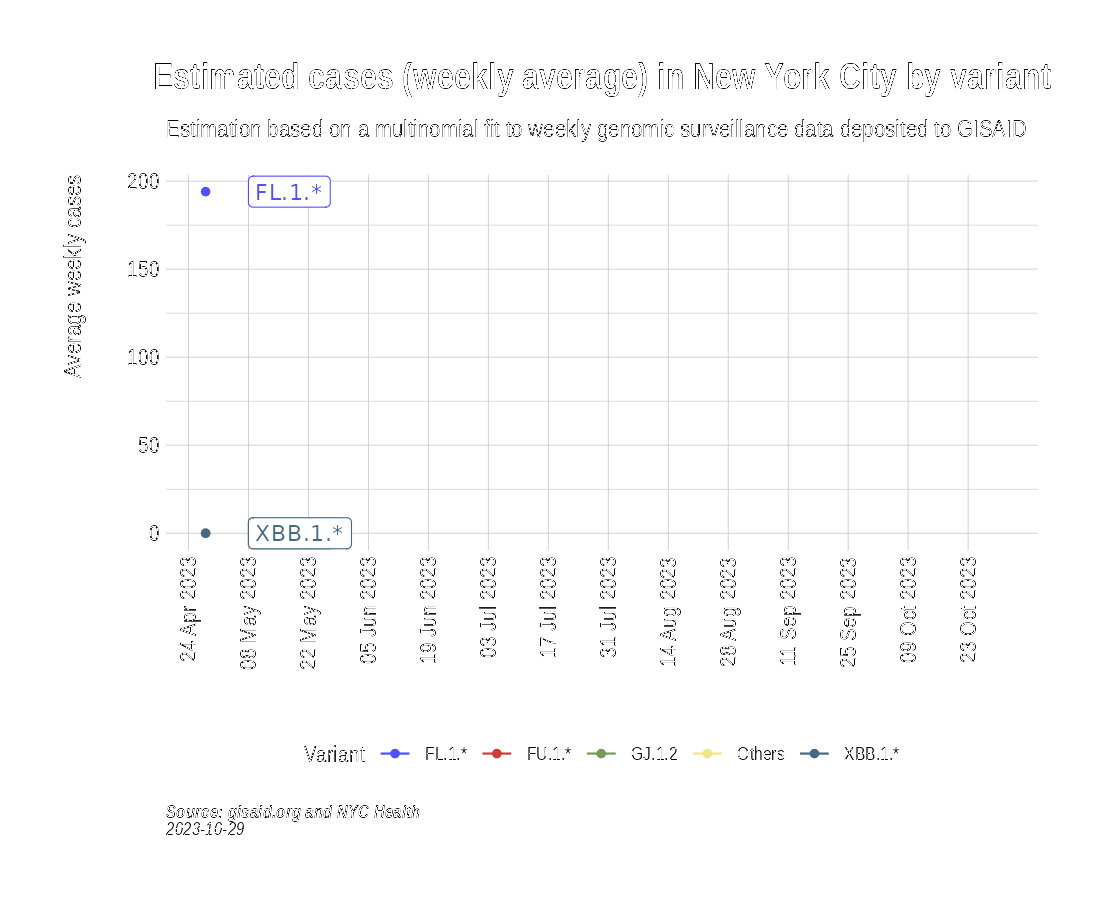 Estimated cases (weekly average) in New York City by variant
Estimation based on a multinomial fit to weekly genomic surveillance data deposited to GISAID
Average weekly cases
200
150
100
50
0
FL.1.*
XBB.1.*
24 Apr 2023
08 May 2023
22 May 2023
05 Jun 2023
19 Jun 2023
03 Jul 2023
17 Jul 2023
31 Jul 2023
14 Aug 2023
28 Aug 2023
11 Sep 2023
25 Sep 2023
09 Oct 2023
23 Oct 2023
Variant FL.1.* FU.1.* GJ.1.2 Others XBB.1.*
Source: gisaid.org and NYC Health
2023-10-29